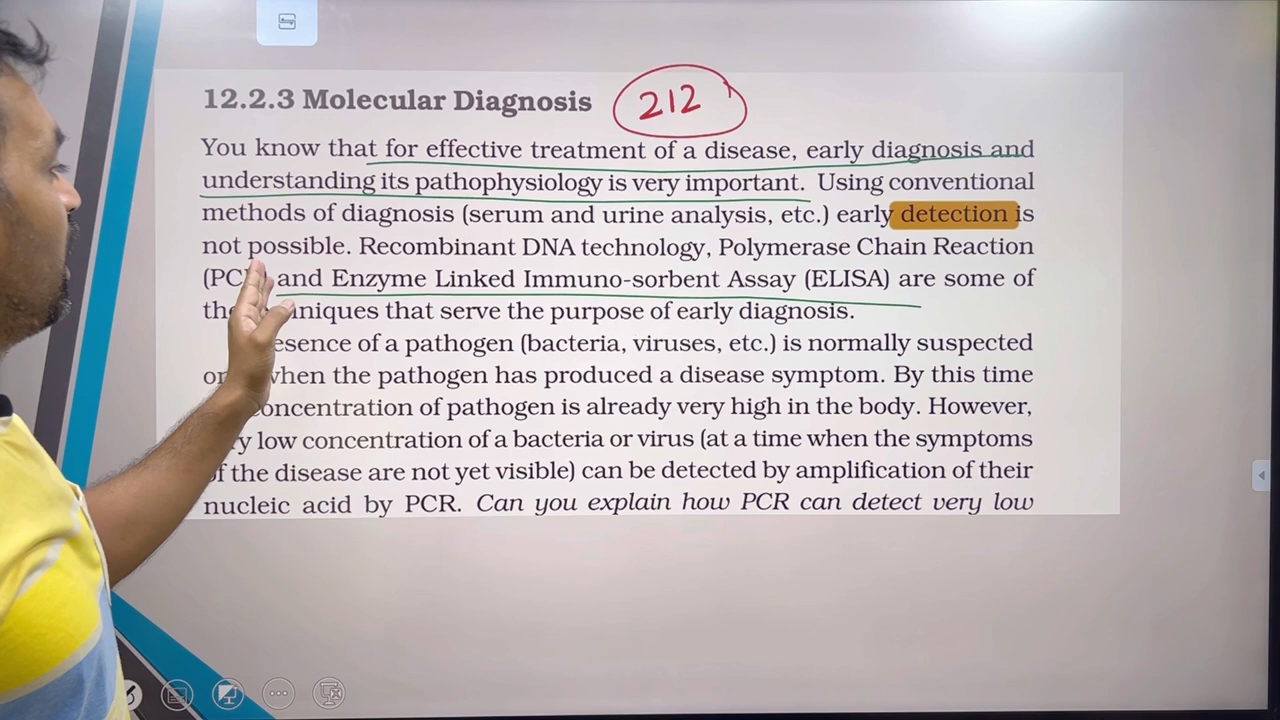 12.2.3 Molecular Diagnosis 212
You know that for effective treatment of a disease, early diagnosis and
understanding its pathophysiology is very important. Using conventional
methods of diagnosis (serum and urine analysis, etc.) early detection is
not possible. Recombinant DNA technology, Polymerase Chain Reaction
and Enzyme Linked Immuno-sorbent Assay (ELISA) are some of
that serve the purpose of early diagnosis.
of a pathogen (bacteria, viruses, etc.) is normally suspected
when the pathogen has produced a disease symptom. By this time
concentration of pathogen is already very high in the body. However,
low concentration of a bacteria or virus (at a time when the symptoms
of the disease are not yet visible) can be detected by amplification of their
nucleic acid by PCR. Can you explain how PCR can detect very low